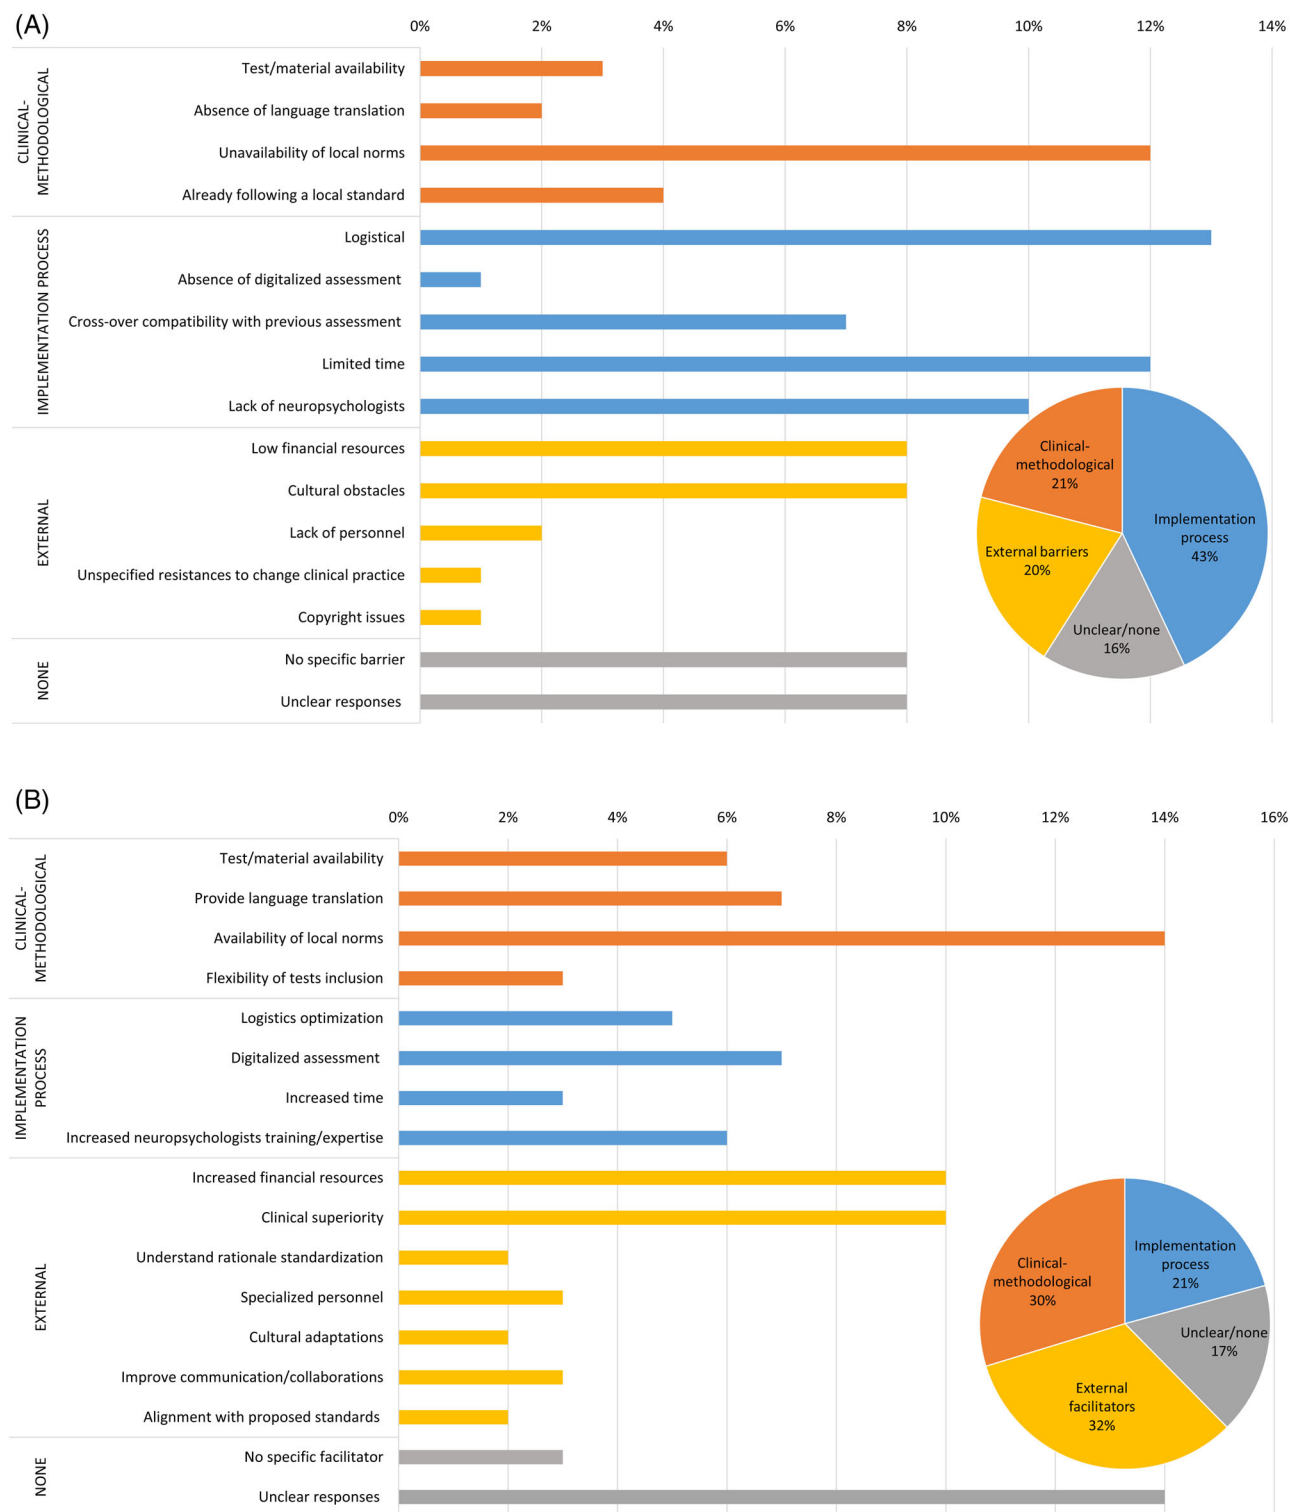 (A)
0% 2% 4% 6% 8% 10% 12% 14%
CLINICAL-
METHODOLOGICAL
Test/material availability
Absence of language translation
Unavailability of local norms
Already following a local standard
IMPLEMENTATION PROCESS
Logistical
Absence of digitalized assessment
Cross-over compatibility with previous assessment
Limited time
Lack of neuropsychologists
EXTERNAL
Low financial resources
Cultural obstacles
Lack of personnel
Unspecified resistances to change clinical practice
Copyright issues
NONE
No specific barrier
Unclear responses
Clinical-
methodological
21%
Implementation
process
43%
External barriers
20%
Unclear/none
16%
(B)
0% 2% 4% 6% 8% 10% 12% 14% 16%
CLINICAL-
METHODOLOGICAL
Test/material availability
Provide language translation
Availability of local norms
Flexibility of tests inclusion
IMPLEMENTATION
PROCESS
Logistics optimization
Digitalized assessment
Increased time
Increased neuropsychologists training/expertise
EXTERNAL
Increased financial resources
Clinical superiority
Understand rationale standardization
Specialized personnel
Cultural adaptations
Improve communication/collaborations
Alignment with proposed standards
NONE
No specific facilitator
Unclear responses
Implementation
process
21%
Clinical-
methodological
30%
Unclear/none
17%
External
facilitators
32%